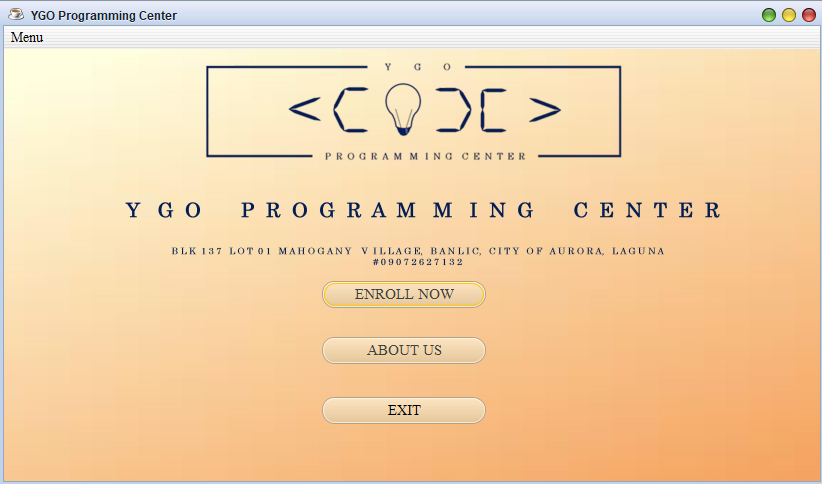 YGO Programming Center
Menu
Y G O
<CODE>
PROGRAMMING CENTER
YGO PROGRAMMING CENTER
BLK 137 LOT 01 MAHOGANY VILLAGE, BANLIC, CITY OF AURORA, LAGUNA
#09072627132
ENROLL NOW
ABOUT US
EXIT